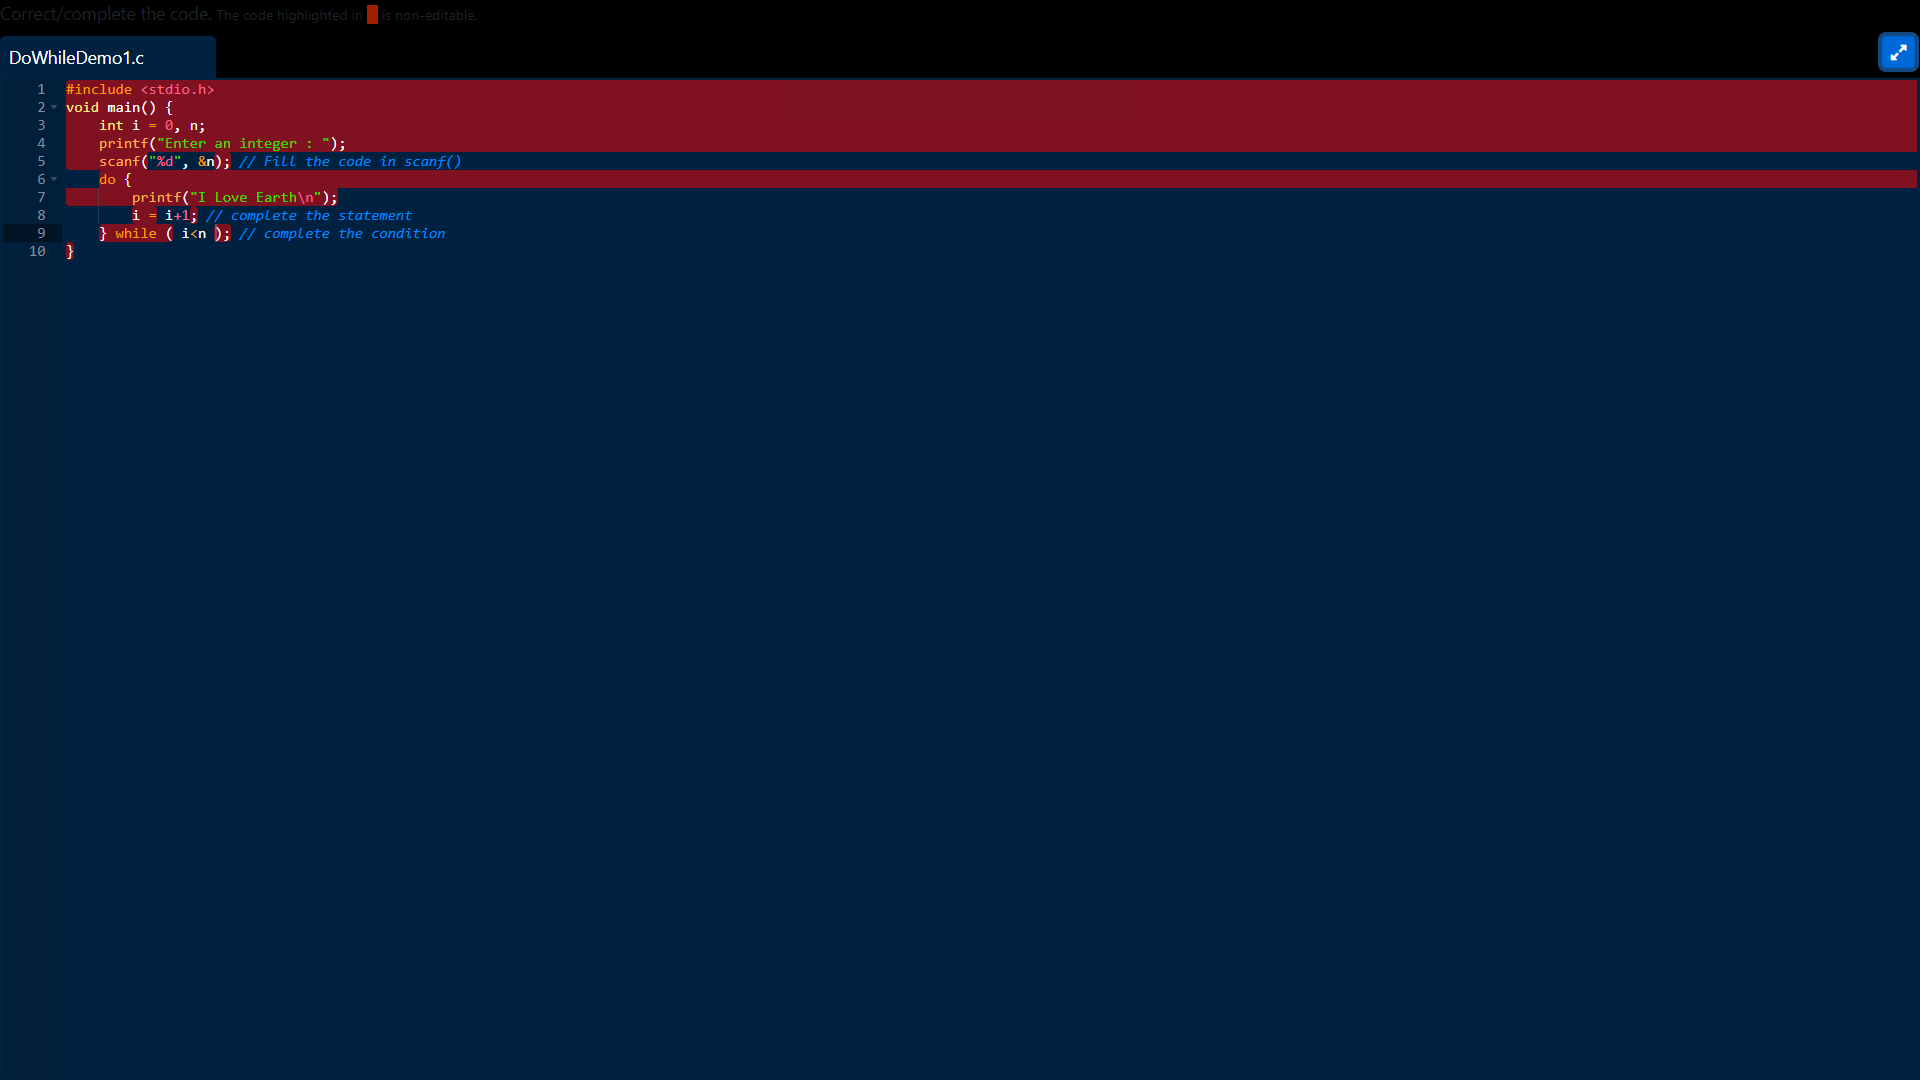 Correct/complete the code. The code highlighted in is non-editable.
DoWhileDemo1.c
1 #include <stdio.h>
2 void main() {
3 int i = 0, n;
4 printf("Enter an integer : ");
5 scanf("%d", &n); // Fill the code in scanf()
6 do {
7 printf("I Love Earth\n");
8 i = i+1; // complete the statement
9 } while ( i<n ); // complete the condition
10 }